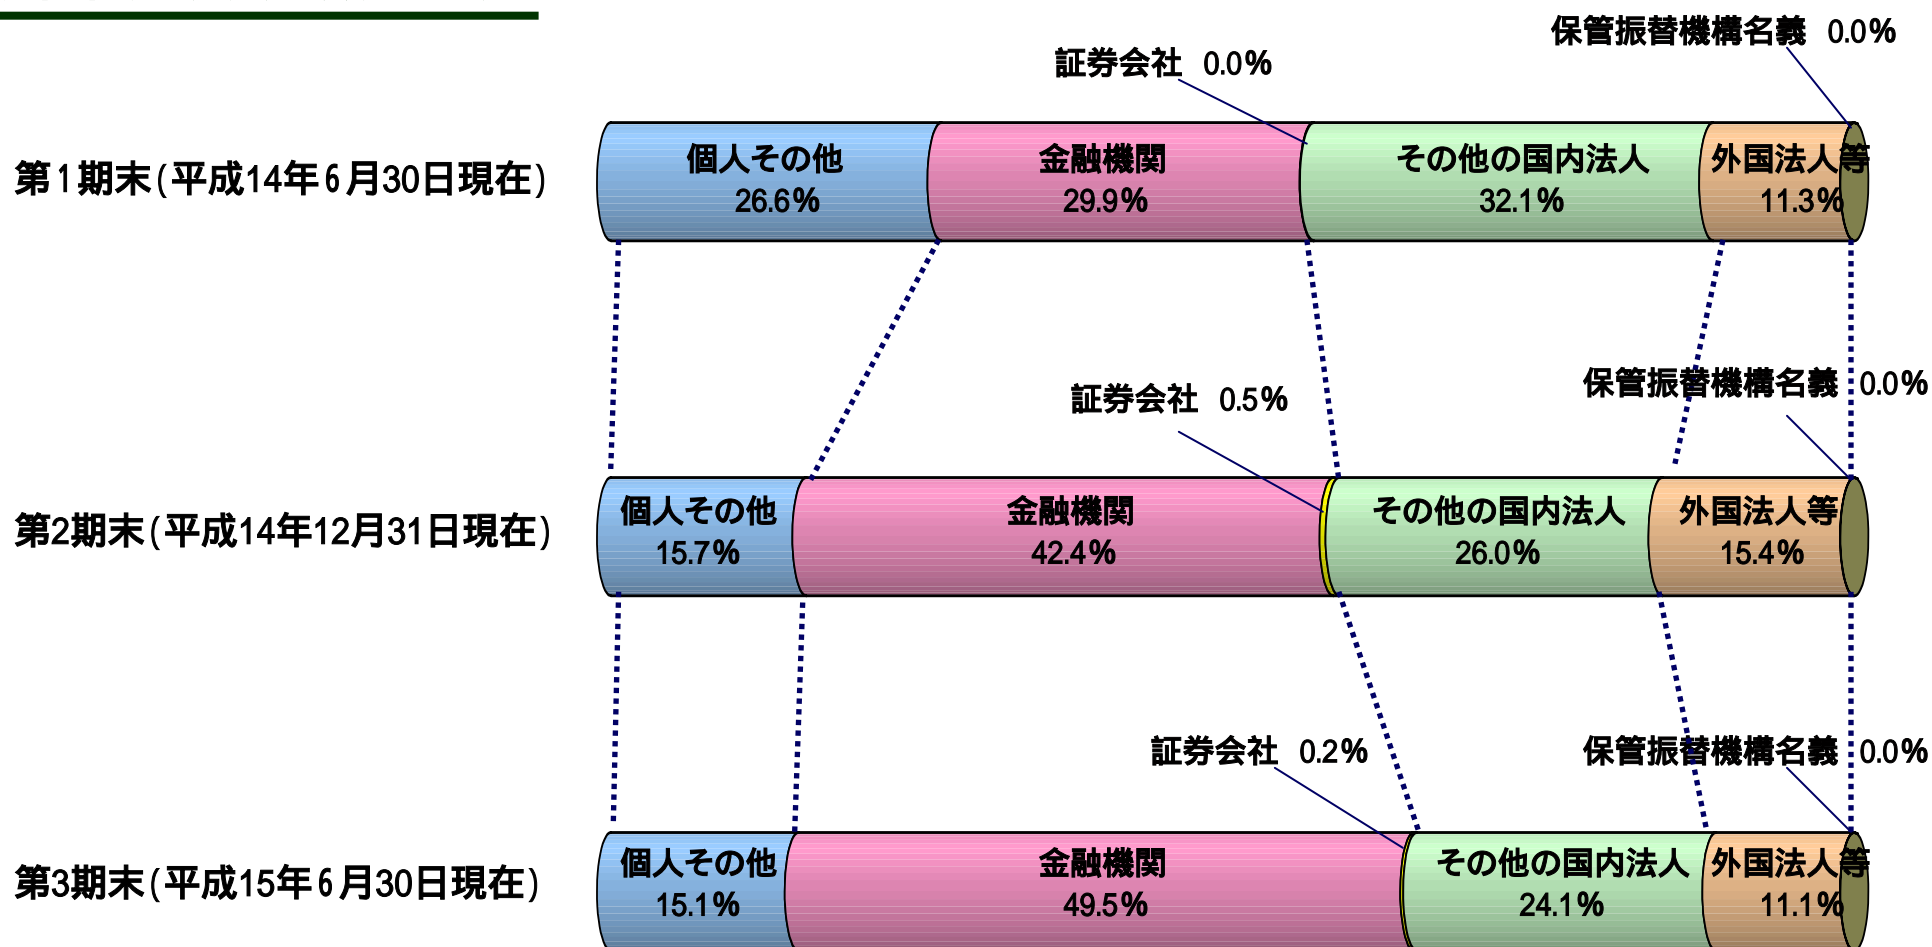 保管振替機構名義 0.0%
証券会社 0.0%
第1期末(平成14年6月30日現在)
個人その他 金融機関 その他の国内法人 外国法人等
26.6% 29.9% 32.1% 11.3%
保管振替機構名義 0.0%
証券会社 0.5%
第2期末(平成14年12月31日現在)
個人その他 金融機関 その他の国内法人 外国法人等
15.7% 42.4% 26.0% 15.4%
証券会社 0.2% 保管振替機構名義 0.0%
第3期末(平成15年6月30日現在)
個人その他 金融機関 その他の国内法人 外国法人等
15.1% 49.5% 24.1% 11.1%